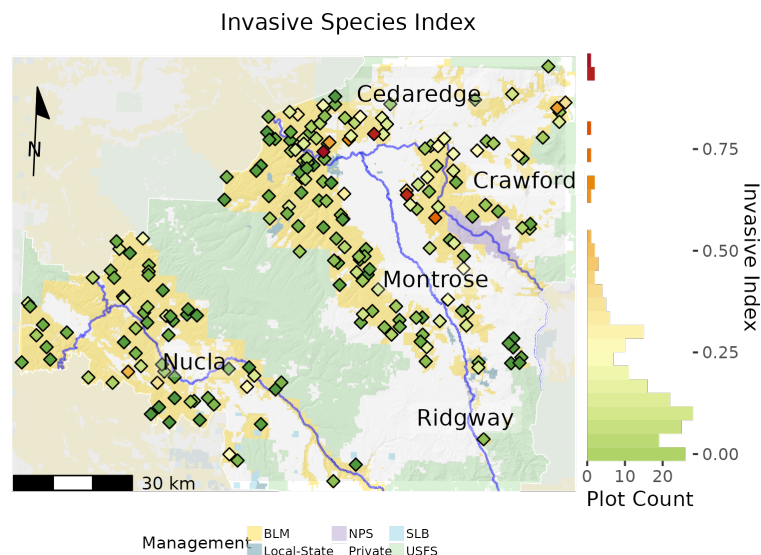 Invasive Species Index
Cedaredge
N
Crawford
Montrose
Nucla
Ridgway
30 km
0.75
0.50
0.25
0.00
Invasive Index
0 10 20
Plot Count
Management
BLM NPS SLB
Local-State Private USFS